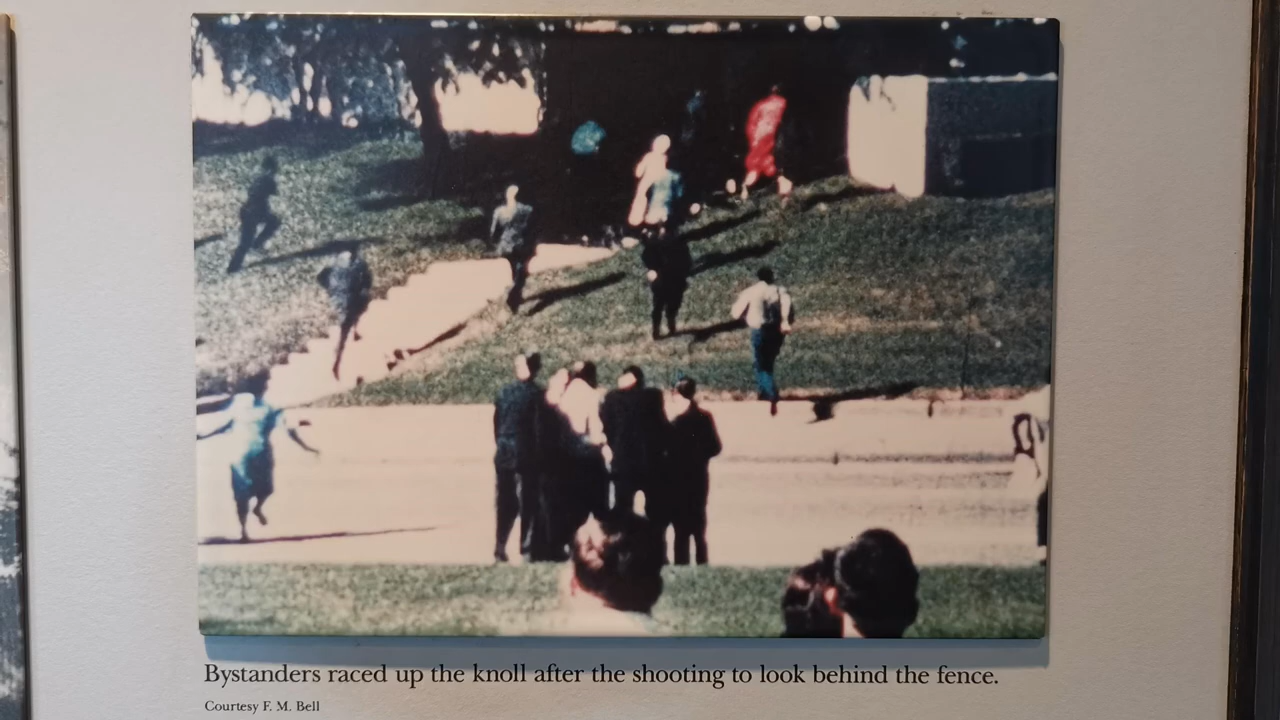 Bystanders raced up the knoll after the shooting to look behind the fence.
Courtesy F. M. Bell